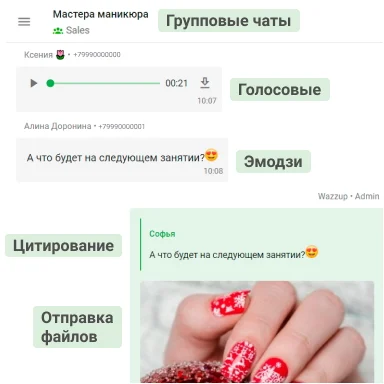 Мастера маникюра
Sales
Групповые чаты
Ксения 🌷 • +79990000000
00:21
10:07
Голосовые
Алина Доронина • +79990000001
А что будет на следующем занятии?😍
10:08
Эмодзи
Wazzup • Admin
Цитирование
Софья
А что будет на следующем занятии?😍
Отправка
файлов